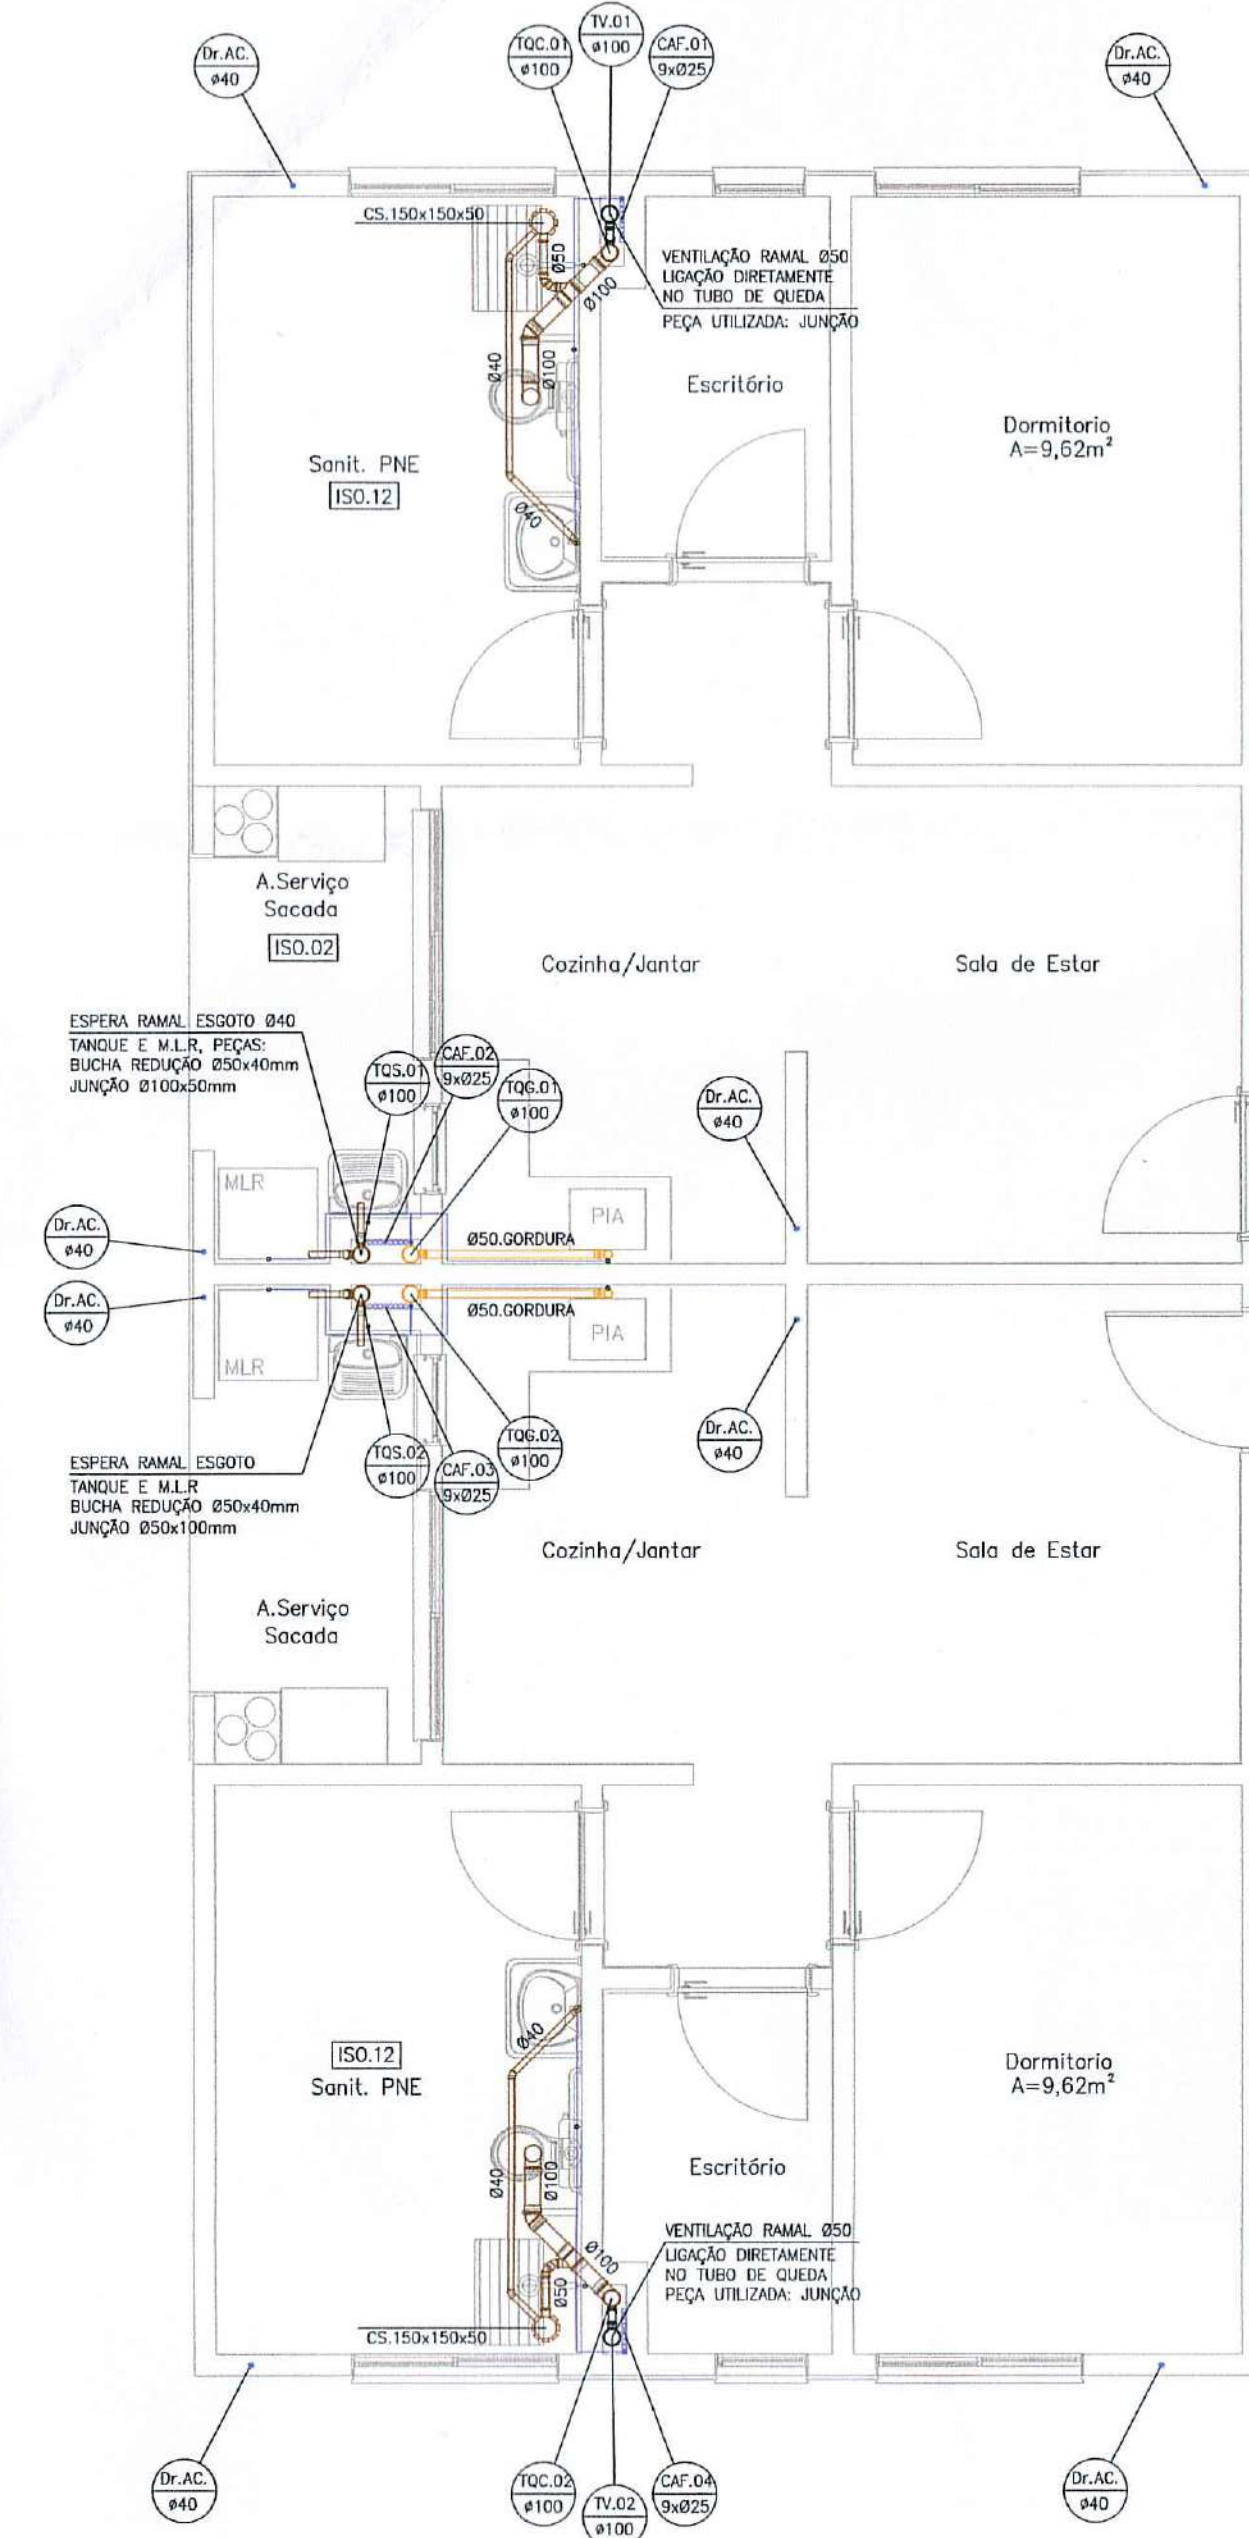 TV.01
ø100
TQC.01
ø100
CAF.01
9xØ25
Dr.AC.
ø40
Dr.AC.
ø40
CS.150x150x50
Ø50
Ø100
VENTILAÇÃO RAMAL Ø50
LIGAÇÃO DIRETAMENTE
NO TUBO DE QUEDA
PEÇA UTILIZADA: JUNÇÃO
Ø40
Ø100
Escritório
Dormitorio
A=9,62m²
Sanit. PNE
ISO.12
Ø40
A.Serviço
Sacada
ISO.02
Cozinha/Jantar
Sala de Estar
ESPERA RAMAL ESGOTO Ø40
TANQUE E M.L.R, PEÇAS:
BUCHA REDUÇÃO Ø50x40mm
JUNÇÃO Ø100x50mm
TQS.01
ø100
CAF.02
9xØ25
TQG.01
ø100
Dr.AC.
ø40
MLR
PIA
Dr.AC.
ø40
Ø50.GORDURA
Dr.AC.
ø40
Ø50.GORDURA
PIA
MLR
Dr.AC.
ø40
ESPERA RAMAL ESGOTO
TANQUE E M.L.R
BUCHA REDUÇÃO Ø50x40mm
JUNÇÃO Ø50x100mm
TQS.02
ø100
CAF.03
9xØ25
TQG.02
ø100
Cozinha/Jantar
Sala de Estar
A.Serviço
Sacada
Ø40
ISO.12
Sanit. PNE
Dormitorio
A=9,62m²
Escritório
Ø40
Ø100
VENTILAÇÃO RAMAL Ø50
LIGAÇÃO DIRETAMENTE
NO TUBO DE QUEDA
PEÇA UTILIZADA: JUNÇÃO
Ø100
Ø50
CS.150x150x50
Dr.AC.
ø40
TQC.02
ø100
TV.02
ø100
CAF.04
9xØ25
Dr.AC.
ø40